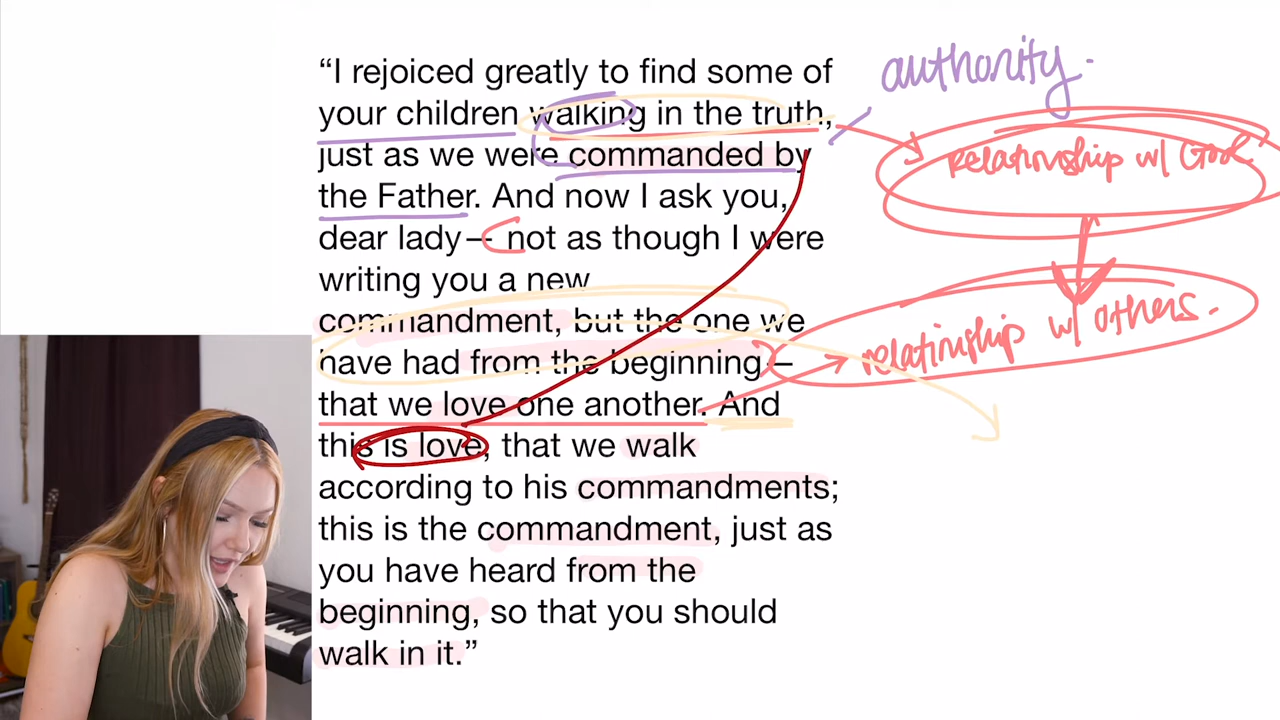 “I rejoiced greatly to find some of
your children walking in the truth,
just as we were commanded by
the Father. And now I ask you,
dear lady— not as though I were
writing you a new
commandment, but the one we
have had from the beginning—
that we love one another. And
this is love, that we walk
according to his commandments;
this is the commandment, just as
you have heard from the
beginning, so that you should
walk in it.”
authority.
relationship w/ God.
relatinship w/ others.